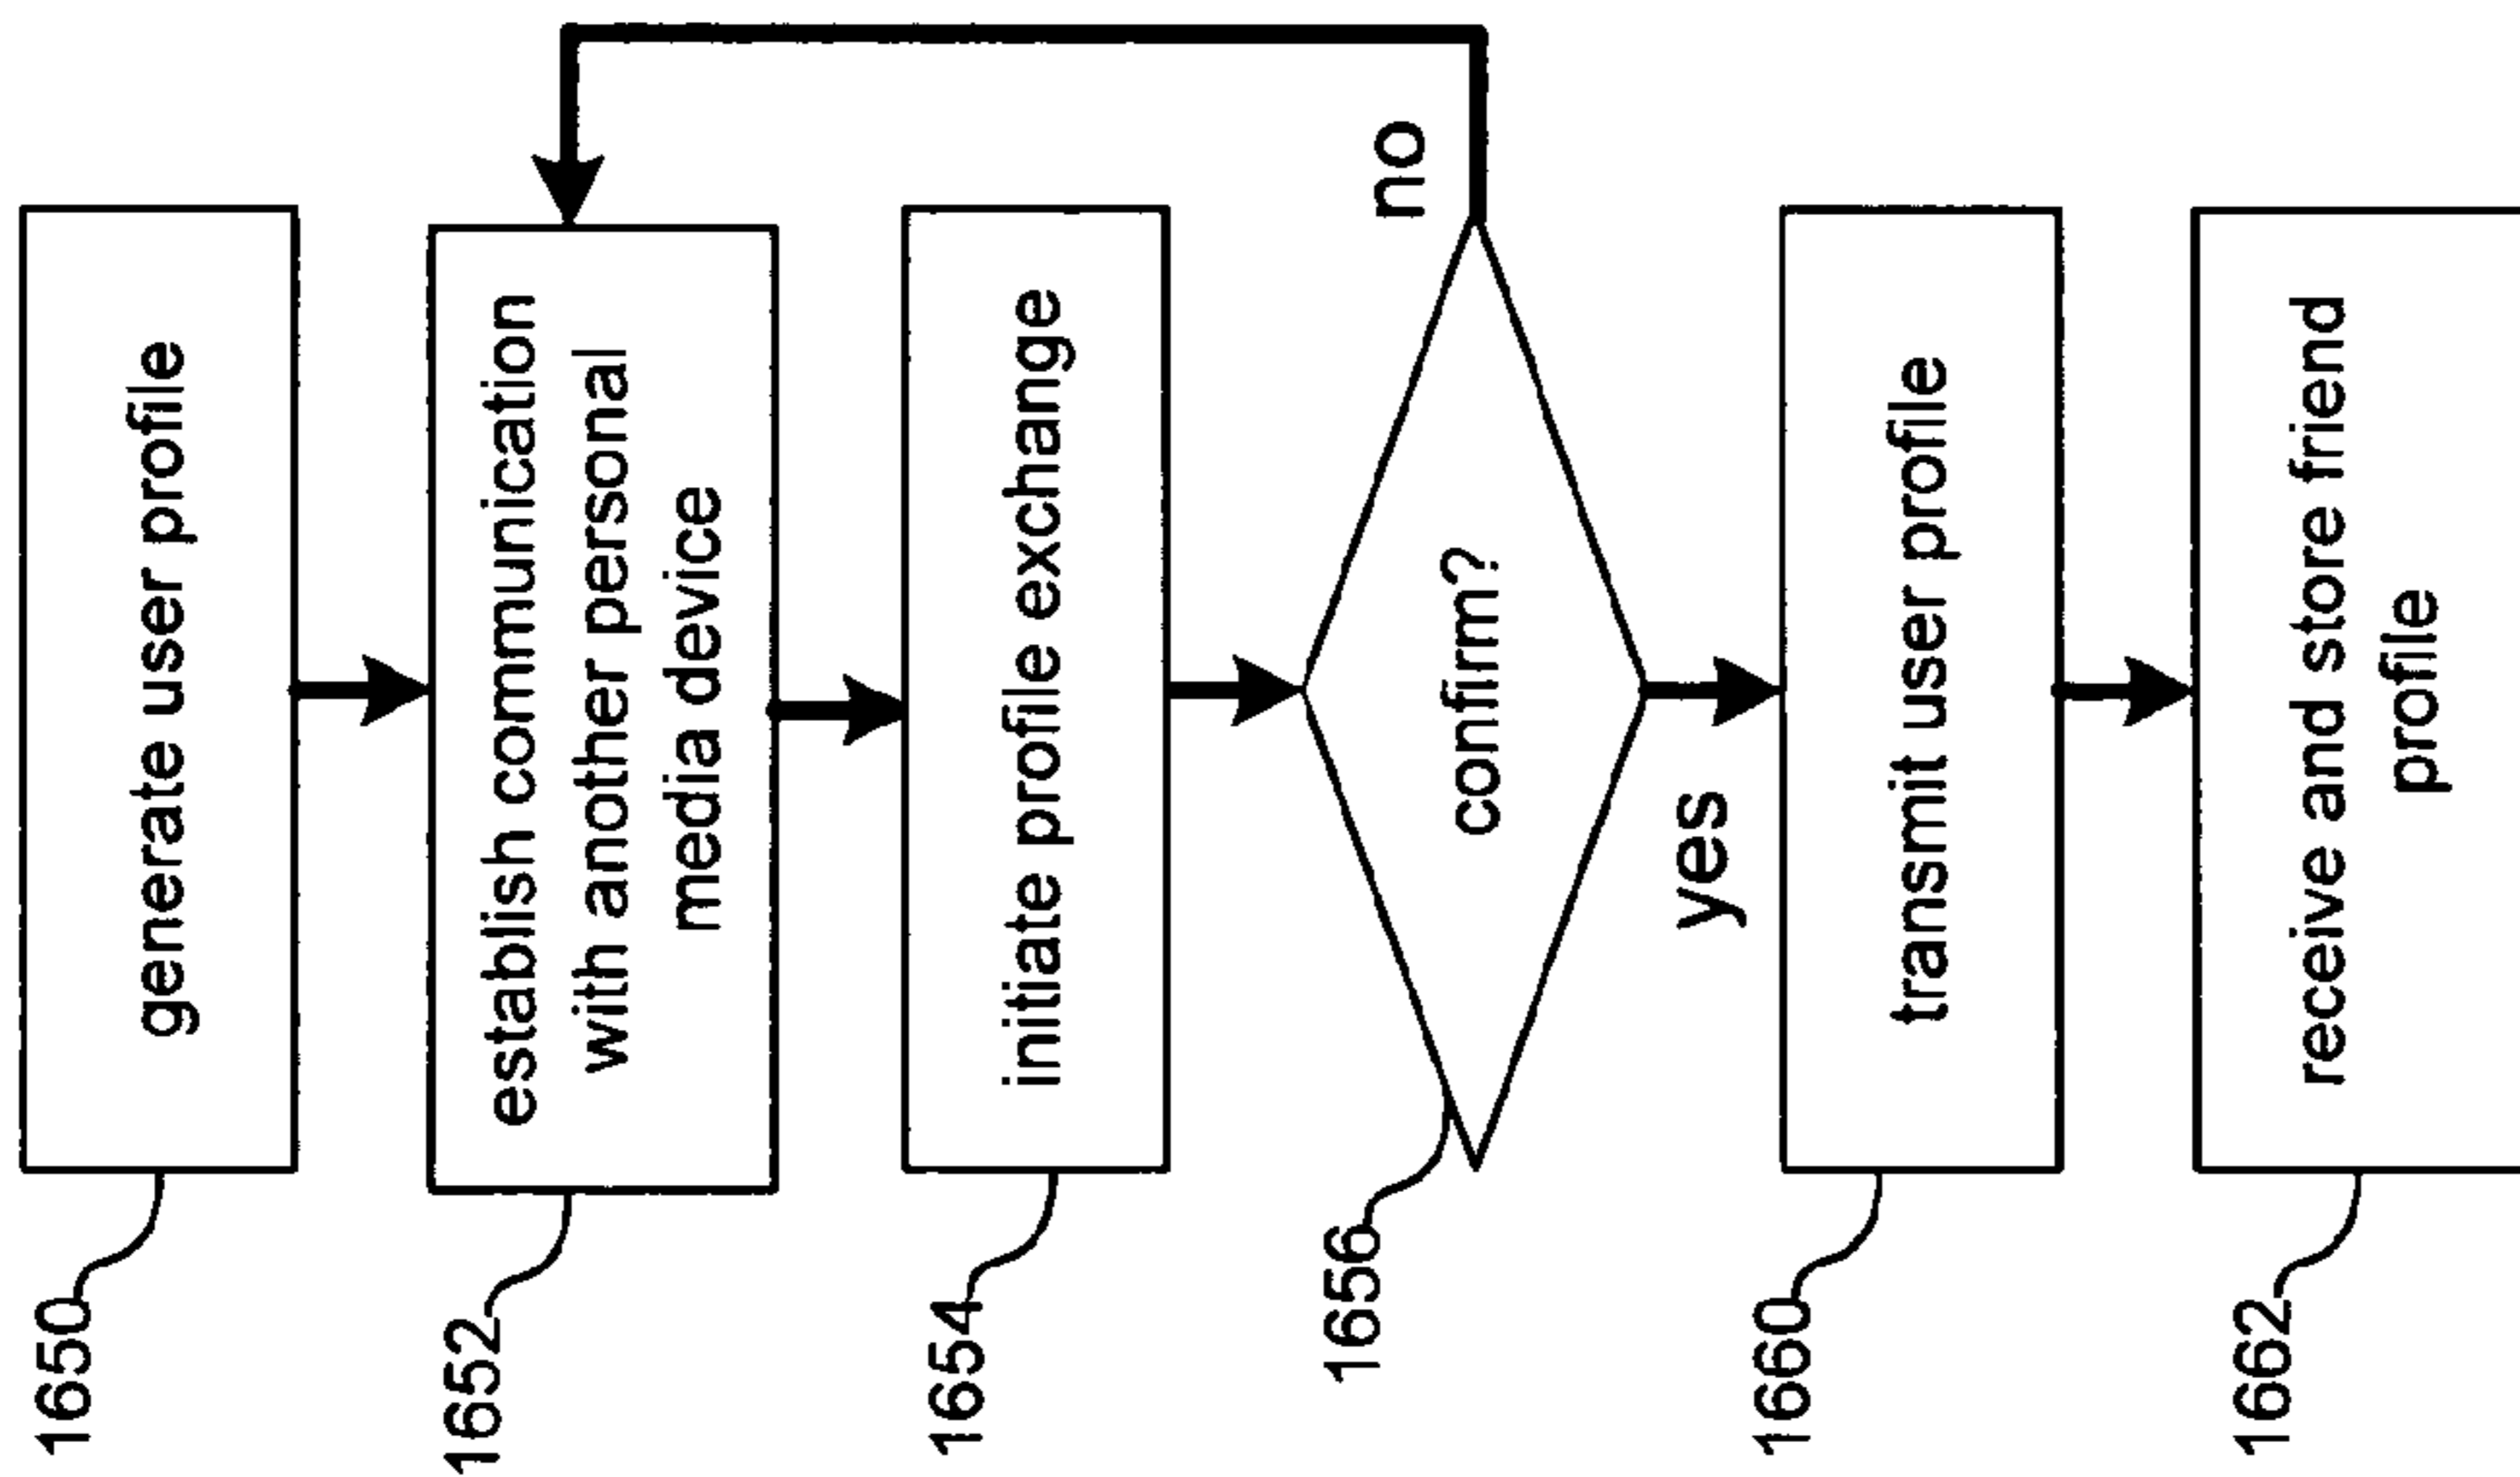 1650
generate user profile
1652
establish communication
with another personal
media device
1654
initiate profile exchange
1656
confirm?
no
yes
1660
transmit user profile
1662
receive and store friend
profile